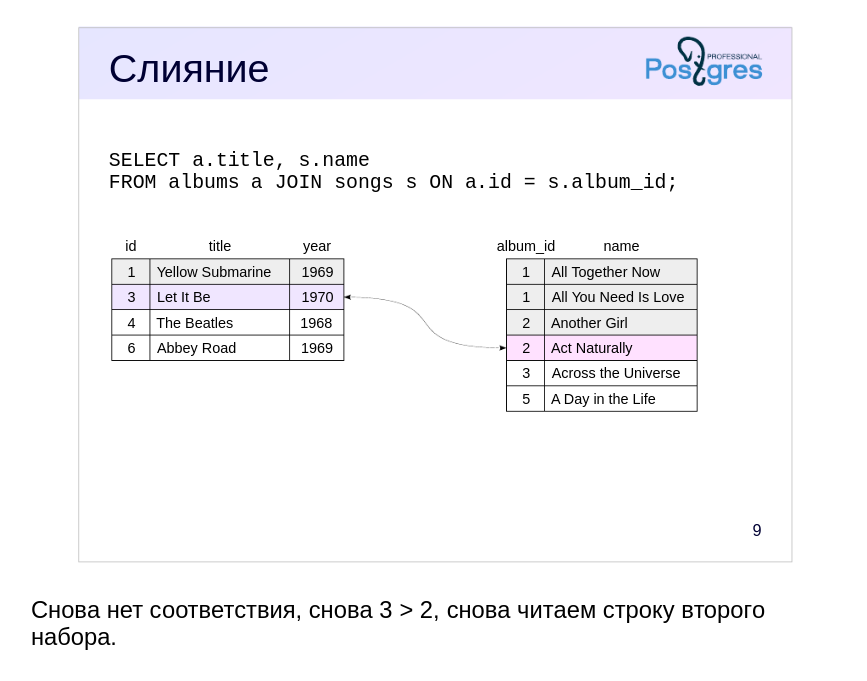 Слияние
PROFESSIONAL
Postgres
SELECT a.title, s.name
FROM albums a JOIN songs s ON a.id = s.album_id;
id title year
1 Yellow Submarine 1969
3 Let It Be 1970
4 The Beatles 1968
6 Abbey Road 1969
album_id name
1 All Together Now
1 All You Need Is Love
2 Another Girl
2 Act Naturally
3 Across the Universe
5 A Day in the Life
9
Снова нет соответствия, снова 3 > 2, снова читаем строку второго
набора.